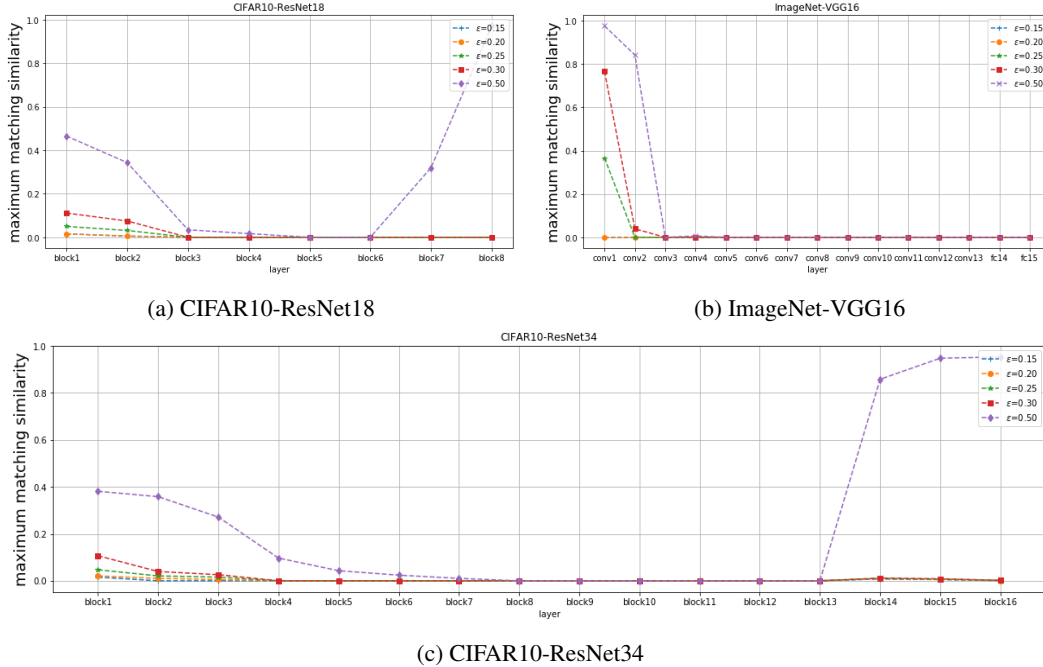 CIFAR10-ResNet18
maximum matching similarity
1.0
0.8
0.6
0.4
0.2
0.0
ε=0.15
ε=0.20
ε=0.25
ε=0.30
ε=0.50
block1 block2 block3 block4 block5 block6 block7 block8
layer
(a) CIFAR10-ResNet18
ImageNet-VGG16
maximum matching similarity
1.0
0.8
0.6
0.4
0.2
0.0
ε=0.15
ε=0.20
ε=0.25
ε=0.30
ε=0.50
conv1 conv2 conv3 conv4 conv5 conv6 conv7 conv8 conv9 conv10 conv11 conv12 conv13 fc14 fc15
layer
(b) ImageNet-VGG16
CIFAR10-ResNet34
maximum matching similarity
1.0
0.8
0.6
0.4
0.2
0.0
ε=0.15
ε=0.20
ε=0.25
ε=0.30
ε=0.50
block1 block2 block3 block4 block5 block6 block7 block8 block9 block10 block11 block12 block13 block14 block15 block16
layer
(c) CIFAR10-ResNet34